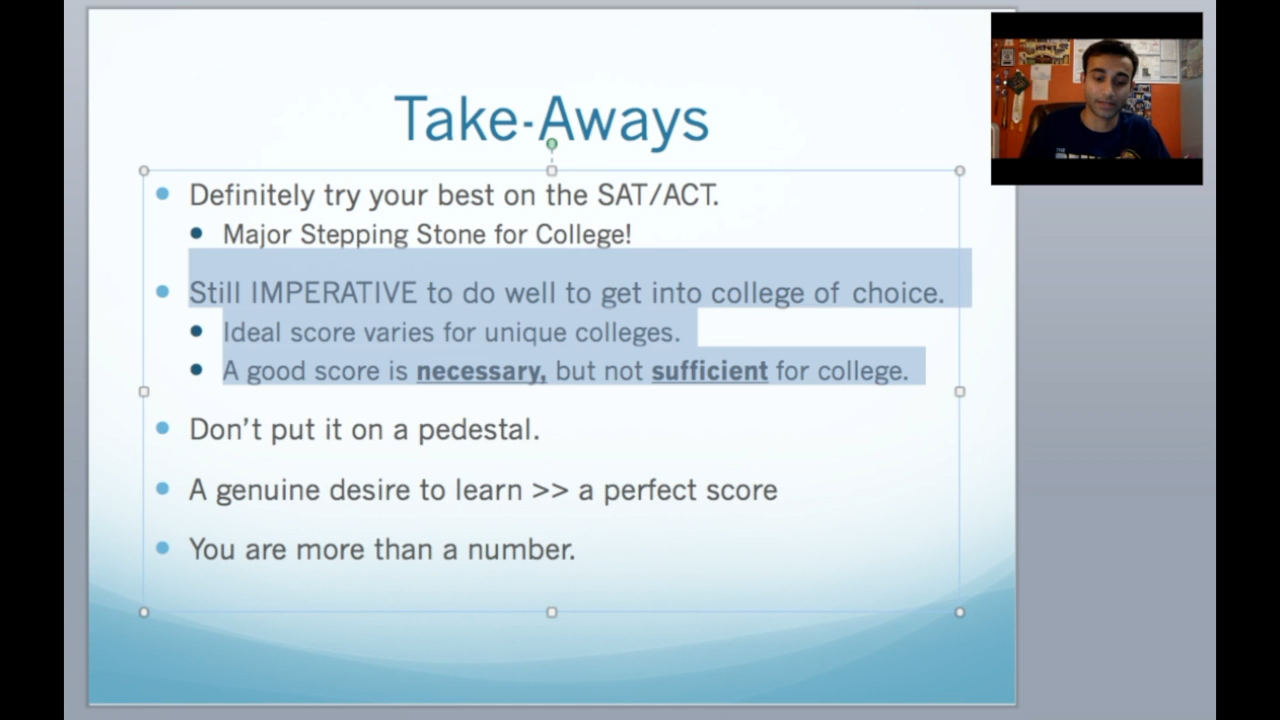 Take-Aways
Definitely try your best on the SAT/ACT.
Major Stepping Stone for College!
Still IMPERATIVE to do well to get into college of choice.
Ideal score varies for unique colleges.
A good score is necessary, but not sufficient for college.
Don't put it on a pedestal.
A genuine desire to learn >> a perfect score
You are more than a number.
THE